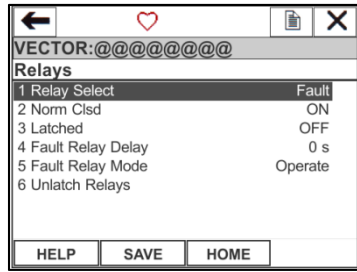 VECTOR:@@@@@@@@
Relays
1 Relay Select Fault
2 Norm Clsd ON
3 Latched OFF
4 Fault Relay Delay 0 s
5 Fault Relay Mode Operate
6 Unlatch Relays
HELP SAVE HOME